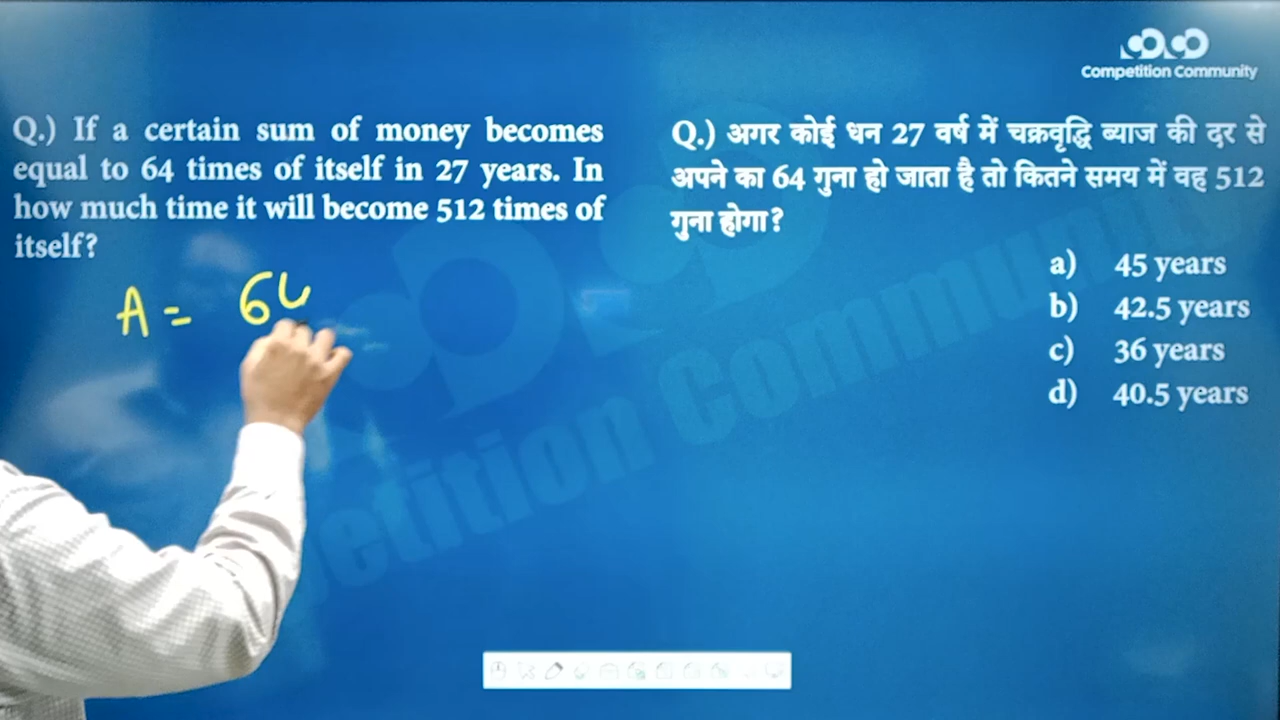 Competition Community
Q.) If a certain sum of money becomes
equal to 64 times of itself in 27 years. In
how much time it will become 512 times of
itself?
A = 64
Q.) अगर कोई धन 27 वर्ष में चक्रवृद्धि ब्याज की दर से
अपने का 64 गुना हो जाता है तो कितने समय में वह 512
गुना होगा?
a) 45 years
b) 42.5 years
c) 36 years
d) 40.5 years
Competition Community